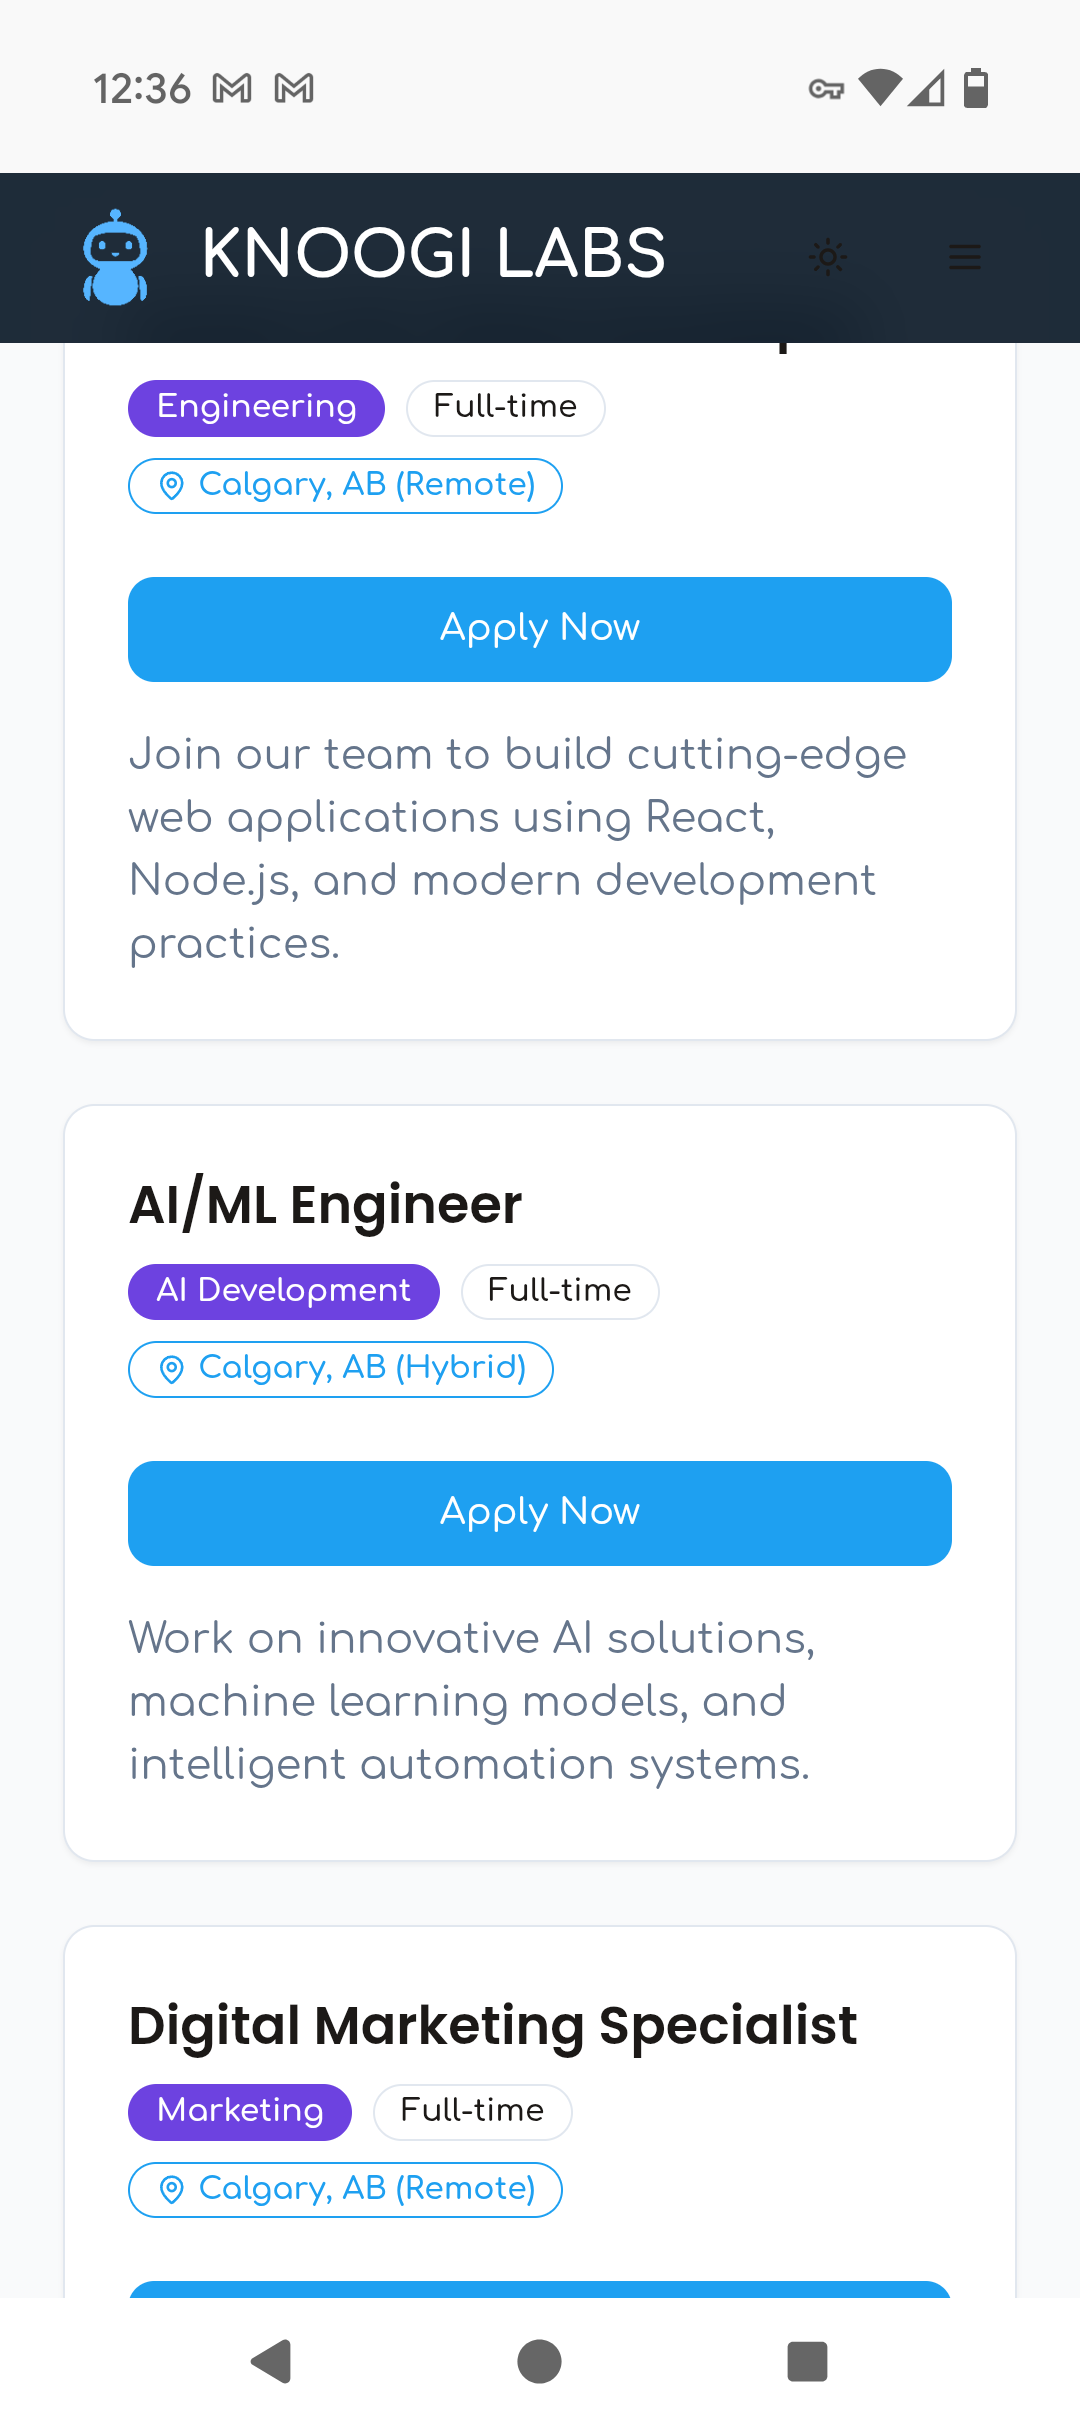 12:36
KNOOGI LABS
Engineering Full-time
Calgary, AB (Remote)
Apply Now
Join our team to build cutting-edge
web applications using React,
Node.js, and modern development
practices.
AI/ML Engineer
AI Development Full-time
Calgary, AB (Hybrid)
Apply Now
Work on innovative AI solutions,
machine learning models, and
intelligent automation systems.
Digital Marketing Specialist
Marketing Full-time
Calgary, AB (Remote)